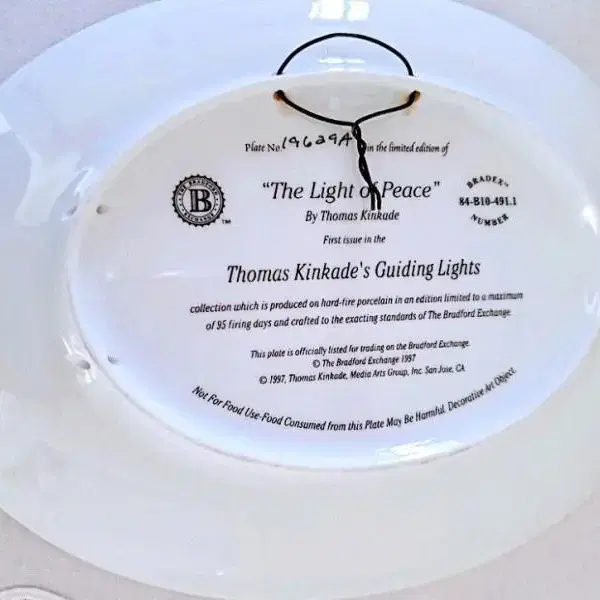 Plate No. 19629A in the limited edition of
"The Light of Peace"
By Thomas Kinkade
First issue in the
Thomas Kinkade's Guiding Lights
collection which is produced on hard-fire porcelain in an edition limited to a maximum
of 95 firing days and crafted to the exacting standards of The Bradford Exchange.
This plate is officially listed for trading on the Bradford Exchange.
© The Bradford Exchange 1997
© 1997, Thomas Kinkade, Media Arts Group, Inc. San Jose, CA
Not For Food Use-Food Consumed from this Plate May Be Harmful. Decorative Art Object.
THE BRADFORD
B
EXCHANGE
TM
BRADEX™
84-B10-491.1
NUMBER